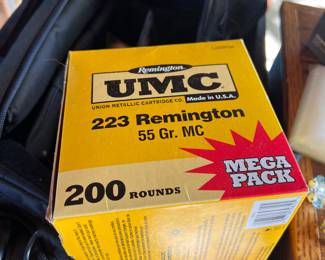 Remington
UMC
UNION METALLIC CARTRIDGE CO.
Made in U.S.A.
223 Remington
55 Gr. MC
200 ROUNDS
MEGA
PACK